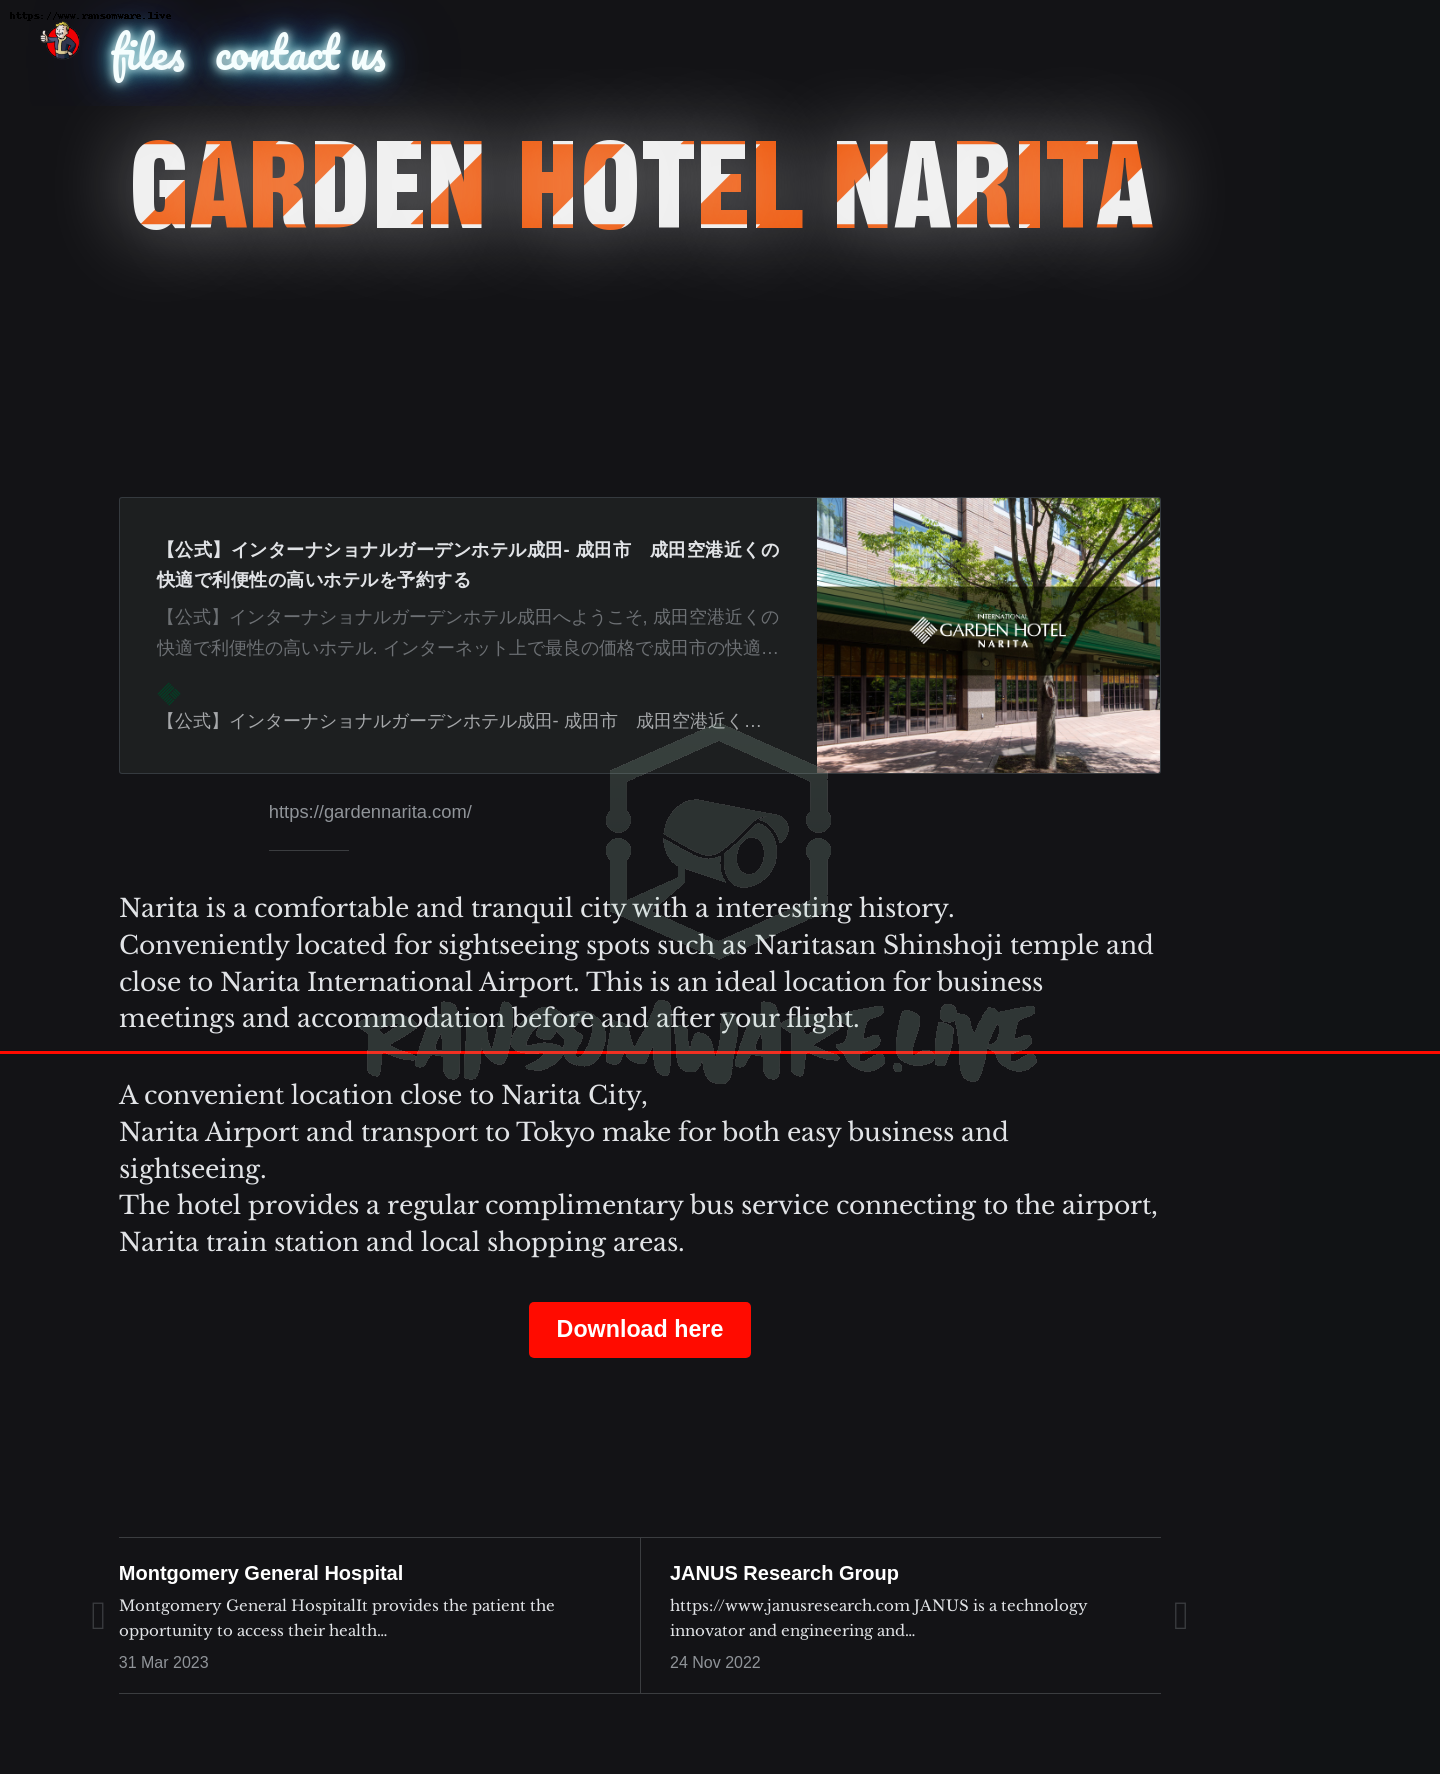 https://www.ransomware.live
files contact us
GARDEN HOTEL NARITA
【公式】インターナショナルガーデンホテル成田- 成田市　成田空港近くの
快適で利便性の高いホテルを予約する
【公式】インターナショナルガーデンホテル成田へようこそ, 成田空港近くの
快適で利便性の高いホテル. インターネット上で最良の価格で成田市の快適…
【公式】インターナショナルガーデンホテル成田- 成田市　成田空港近く…
INTERNATIONAL
GARDEN HOTEL
NARITA
https://gardennarita.com/
Narita is a comfortable and tranquil city with a interesting history.
Conveniently located for sightseeing spots such as Naritasan Shinshoji temple and
close to Narita International Airport. This is an ideal location for business
meetings and accommodation before and after your flight.
RANSOMWARE.LIVE
A convenient location close to Narita City,
Narita Airport and transport to Tokyo make for both easy business and
sightseeing.
The hotel provides a regular complimentary bus service connecting to the airport,
Narita train station and local shopping areas.
Download here
Montgomery General Hospital
Montgomery General HospitalIt provides the patient the
opportunity to access their health…
31 Mar 2023
JANUS Research Group
https://www.janusresearch.com JANUS is a technology
innovator and engineering and…
24 Nov 2022